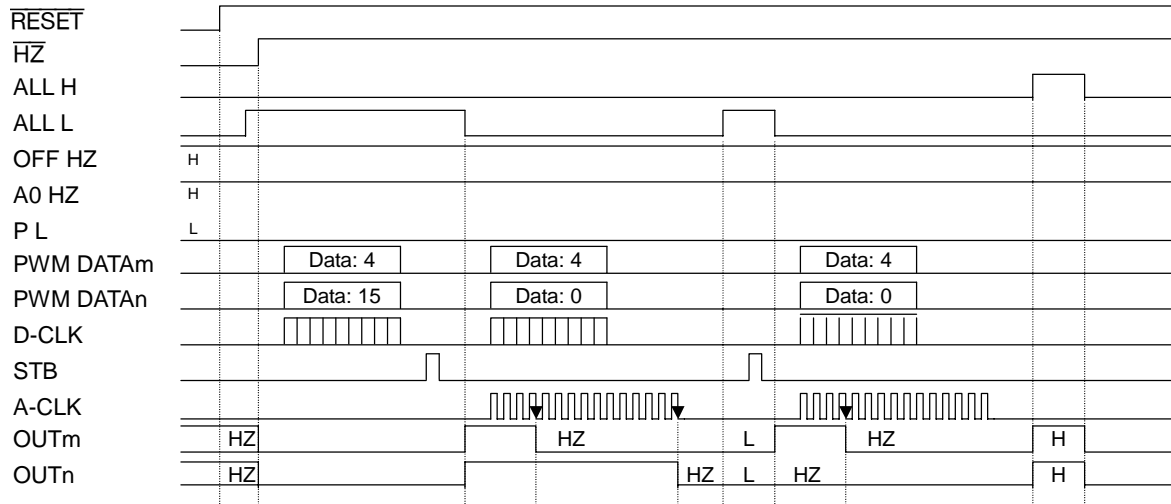 RESET
HZ
ALL H
ALL L
OFF HZ H
A0 HZ H
P L L
PWM DATAm Data: 4 Data: 4 Data: 4
PWM DATAn Data: 15 Data: 0 Data: 0
D-CLK
STB
A-CLK
OUTm HZ HZ L HZ H
OUTn HZ HZ L HZ H